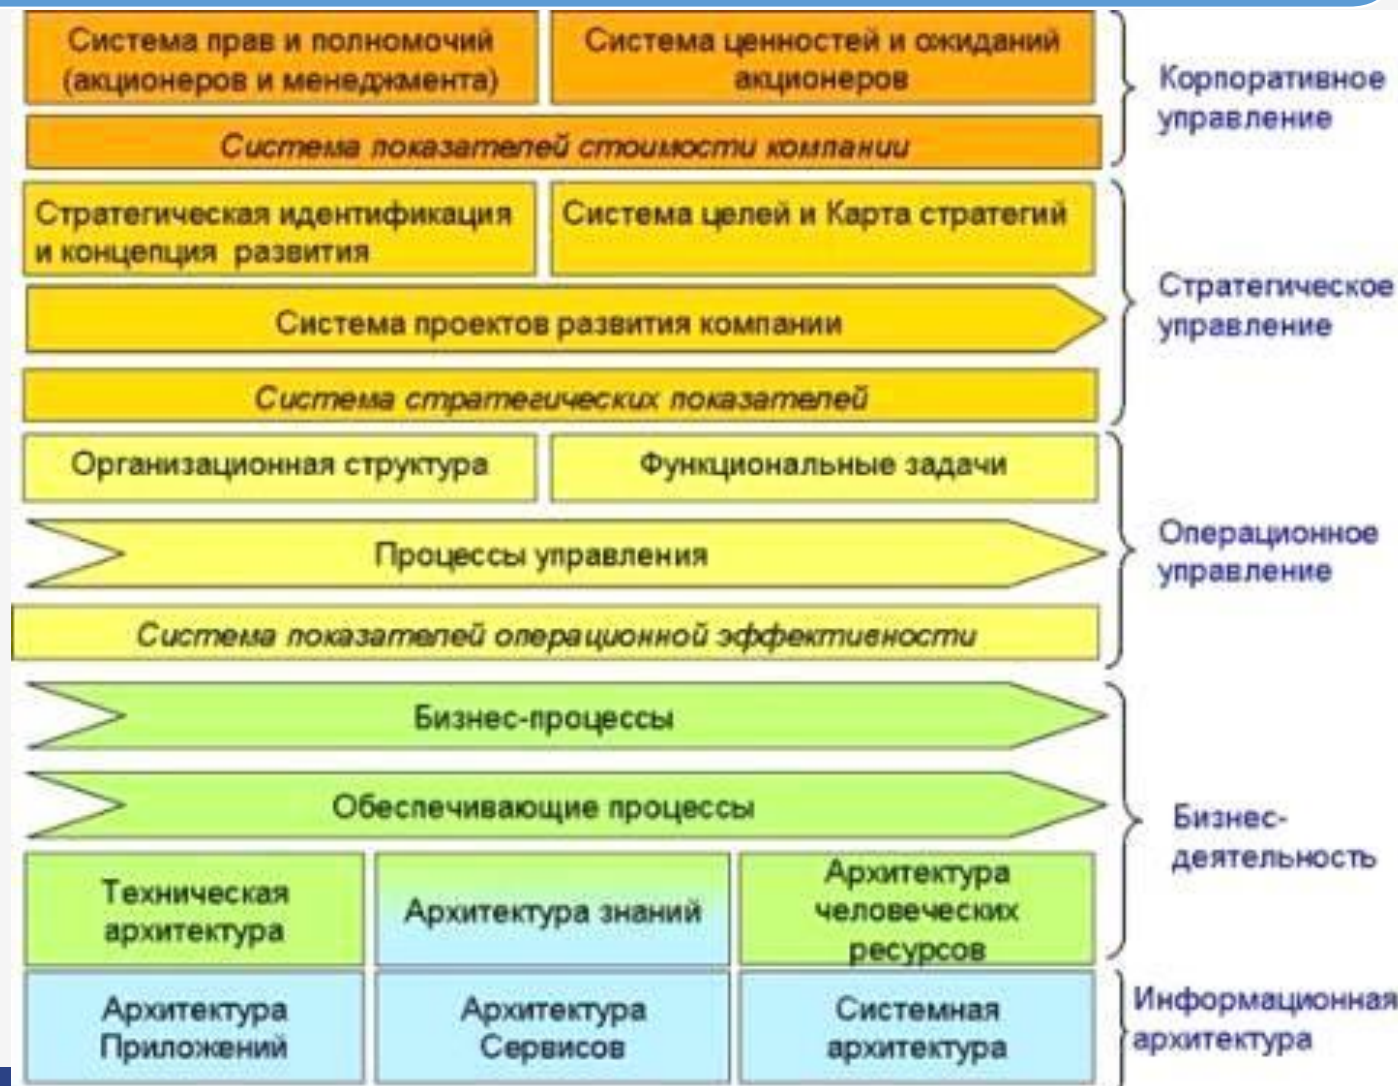 Система прав и полномочий
(акционеров и менеджмента)
Система ценностей и ожиданий
акционеров
Система показателей стоимости компании
Корпоративное
управление
Стратегическая идентификация
и концепция развития
Система целей и Карта стратегий
Система проектов развития компании
Система стратегических показателей
Стратегическое
управление
Организационная структура
Функциональные задачи
Процессы управления
Система показателей операционной эффективности
Операционное
управление
Бизнес-процессы
Обеспечивающие процессы
Техническая
архитектура
Архитектура знаний
Архитектура
человеческих
ресурсов
Бизнес-
деятельность
Архитектура
Приложений
Архитектура
Сервисов
Системная
архитектура
Информационная
архитектура